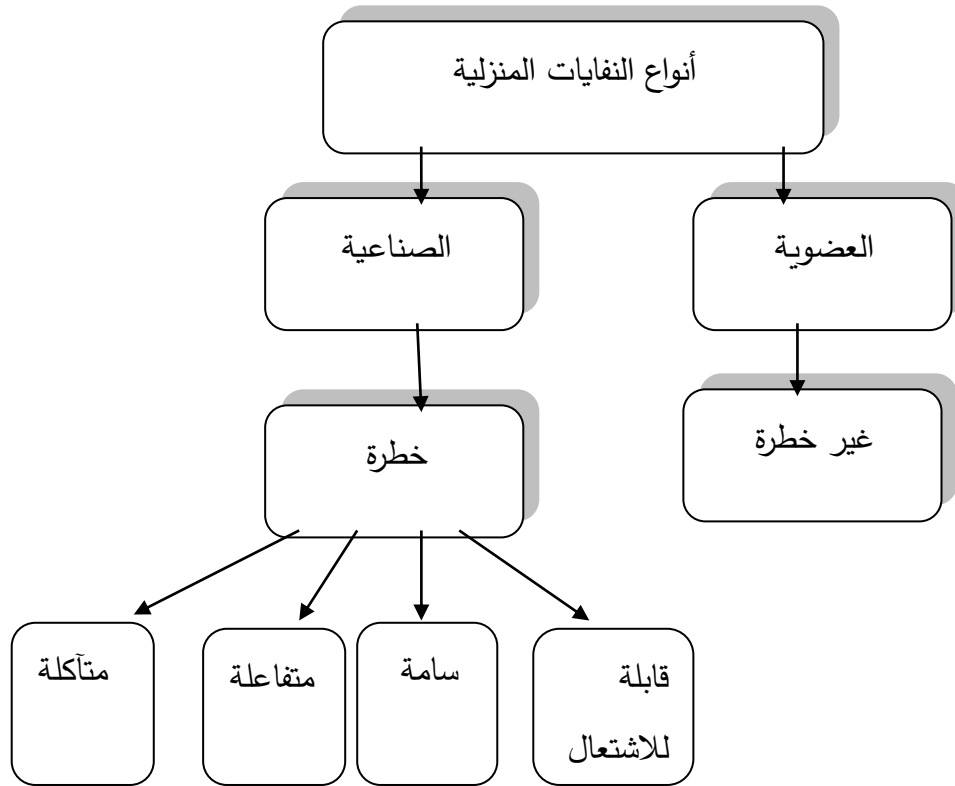 أنواع النفايات المنزلية
العضوية
الصناعية
غير خطرة
خطرة
قابلة
للاشتعال
سامة
متفاعلة
متآكلة